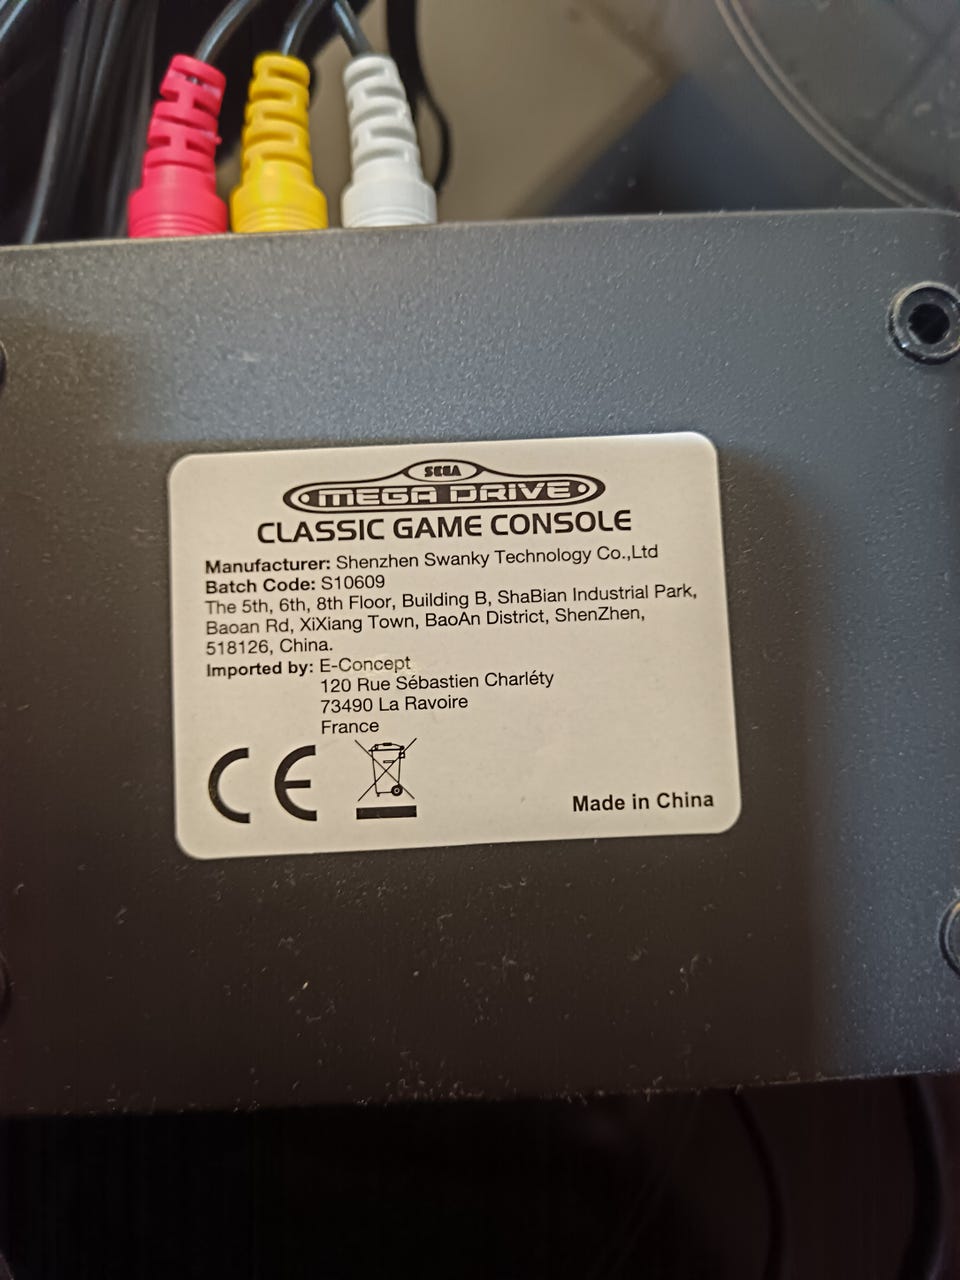 SEGA
MEGA DRIVE
CLASSIC GAME CONSOLE
Manufacturer: Shenzhen Swanky Technology Co.,Ltd
Batch Code: S10609
The 5th, 6th, 8th Floor, Building B, ShaBian Industrial Park,
Baoan Rd, XiXiang Town, BaoAn District, ShenZhen,
518126, China.
Imported by: E-Concept
120 Rue Sébastien Charléty
73490 La Ravoire
France
CE
Made in China